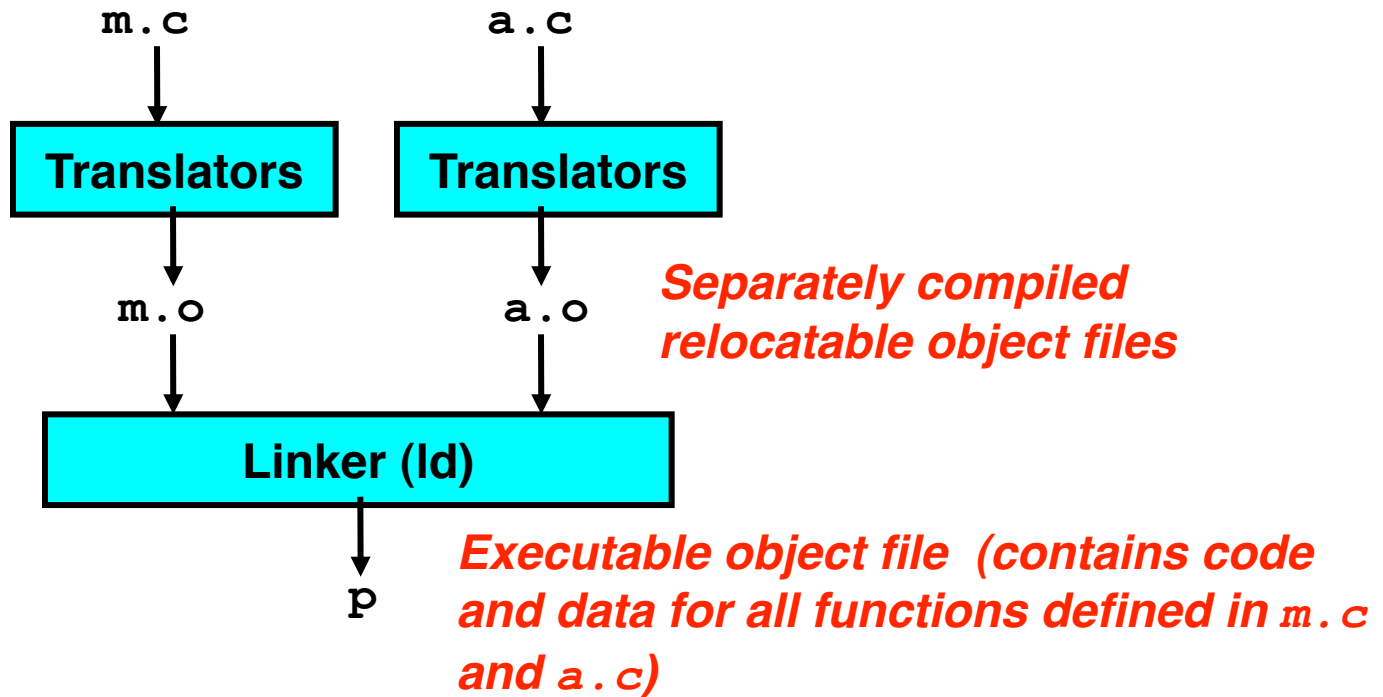 m.c a.c
Translators Translators
m.o a.o
Separately compiled
relocatable object files
Linker (ld)
p
Executable object file (contains code
and data for all functions defined in m.c
and a.c)